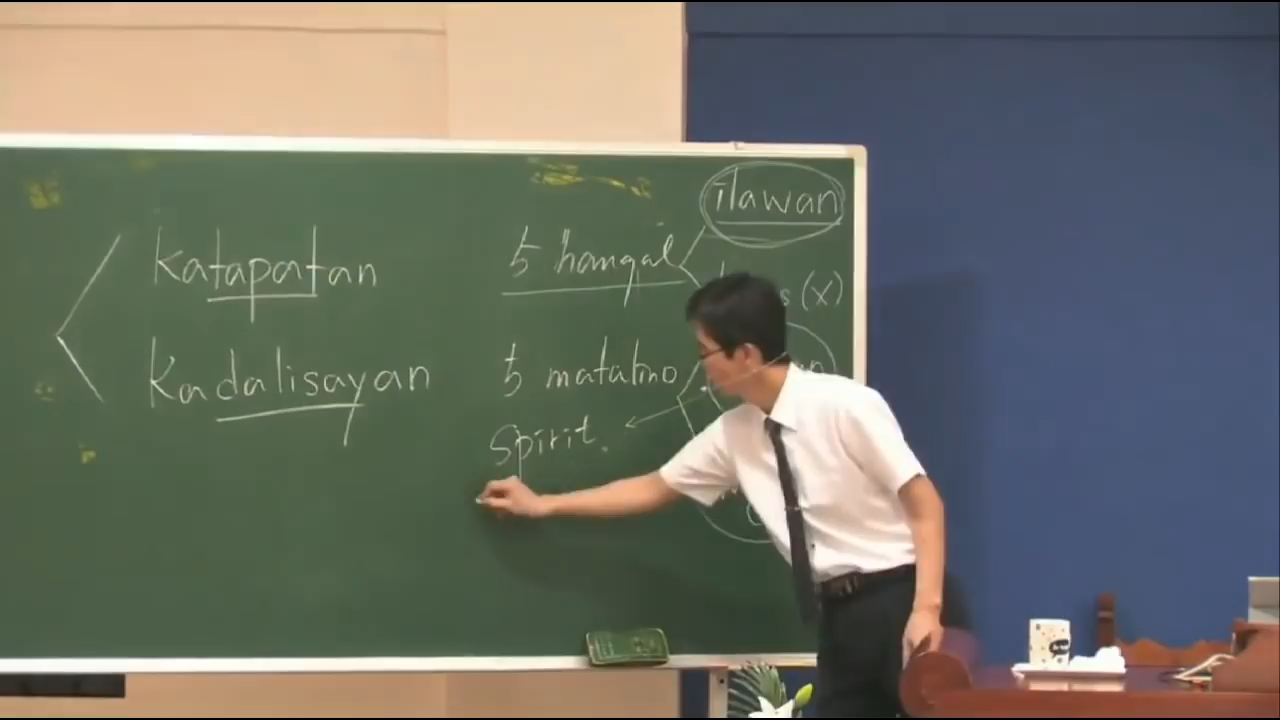 katapatan
kadalisayan
ilawan
5 hangal
(x)
5 matalino
Spirit.